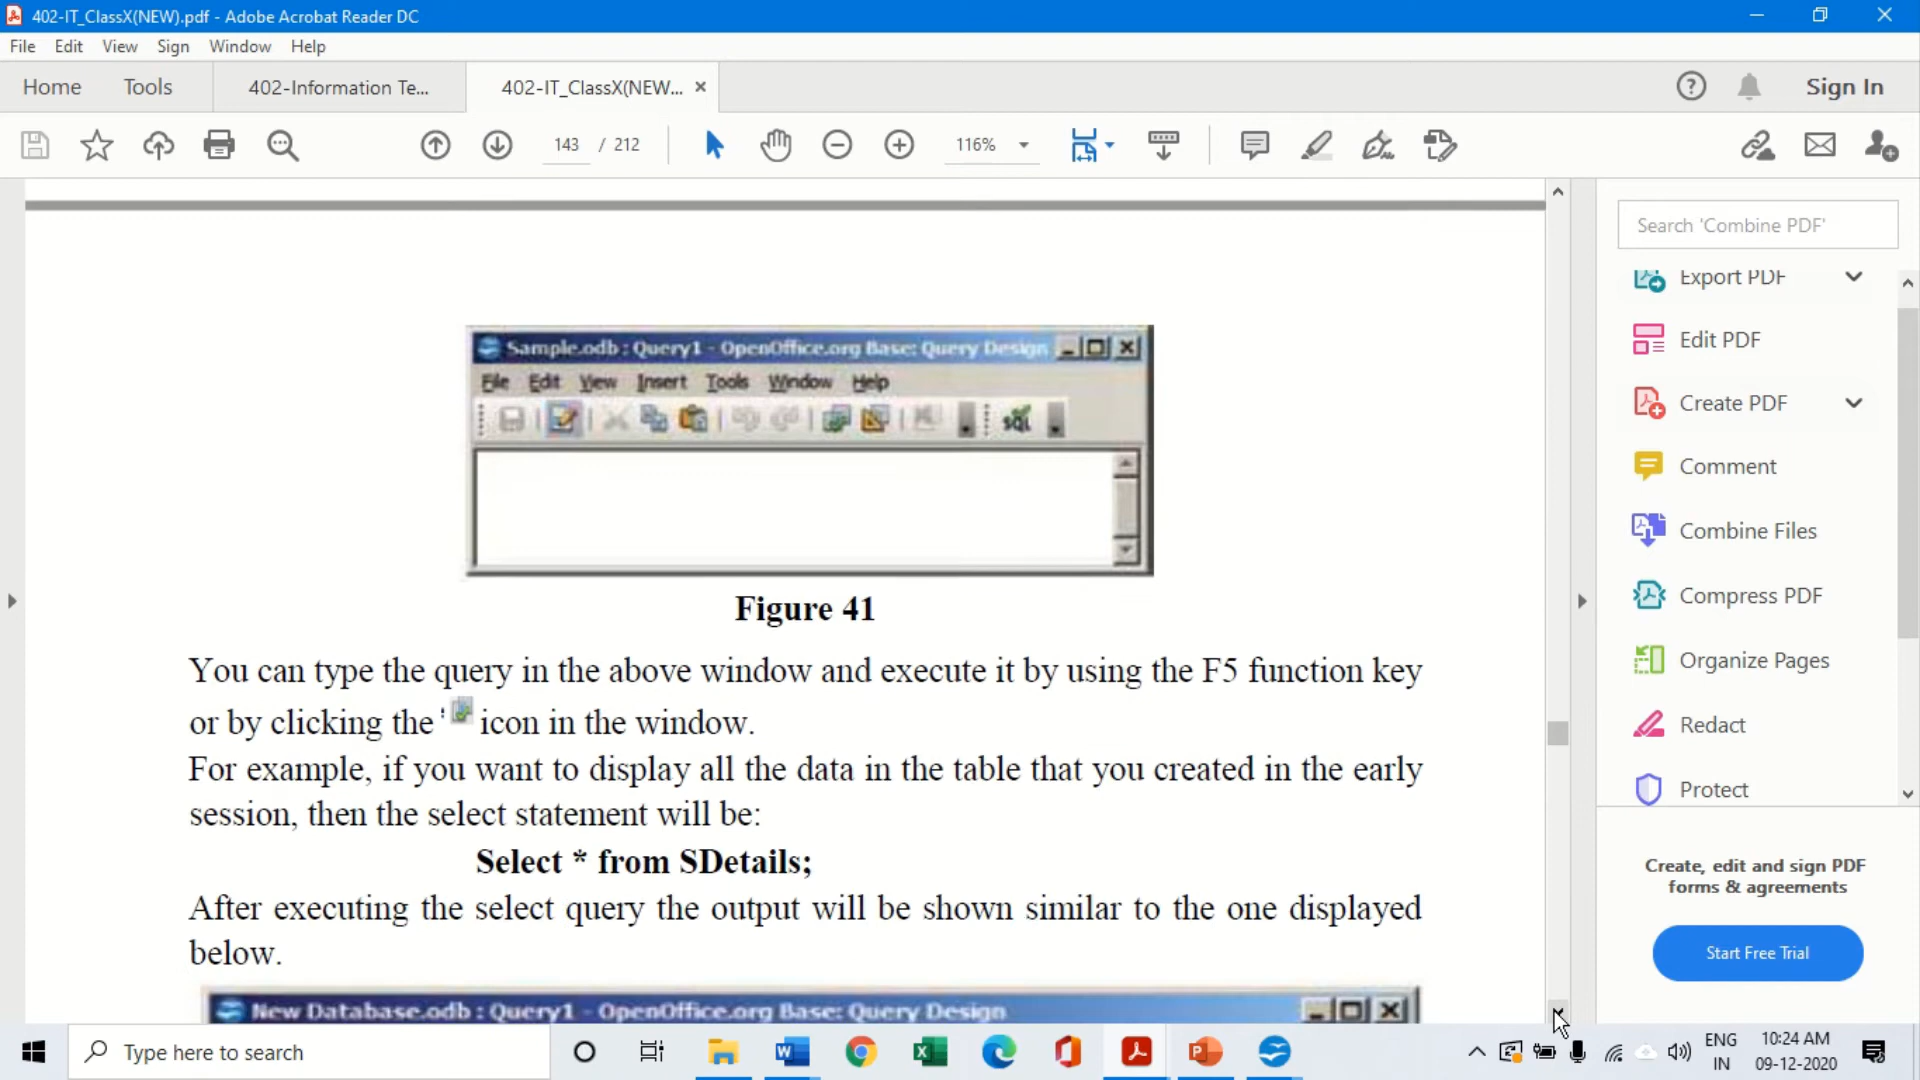 402-IT_ClassX(NEW).pdf - Adobe Acrobat Reader DC
File Edit View Sign Window Help
Home Tools 402-Information Te... 402-IT_ClassX(NEW... × Sign In
143 / 212 116%
Search 'Combine PDF'
Export PDF
Edit PDF
Create PDF
Comment
Combine Files
Compress PDF
Organize Pages
Redact
Protect
Create, edit and sign PDF
forms & agreements
Start Free Trial
Sample.odb : Query1 - OpenOffice.org Base: Query Design
File Edit View Insert Tools Window Help
SQL
Figure 41
You can type the query in the above window and execute it by using the F5 function key
or by clicking the ' icon in the window.
For example, if you want to display all the data in the table that you created in the early
session, then the select statement will be:
Select * from SDetails;
After executing the select query the output will be shown similar to the one displayed
below.
New Database.odb : Query1 - OpenOffice.org Base: Query Design
Type here to search
ENG
IN
10:24 AM
09-12-2020